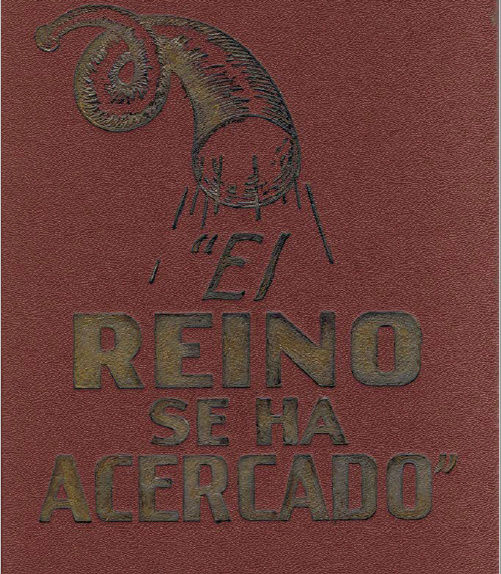 "El
REINO
SE HA
ACERCADO"